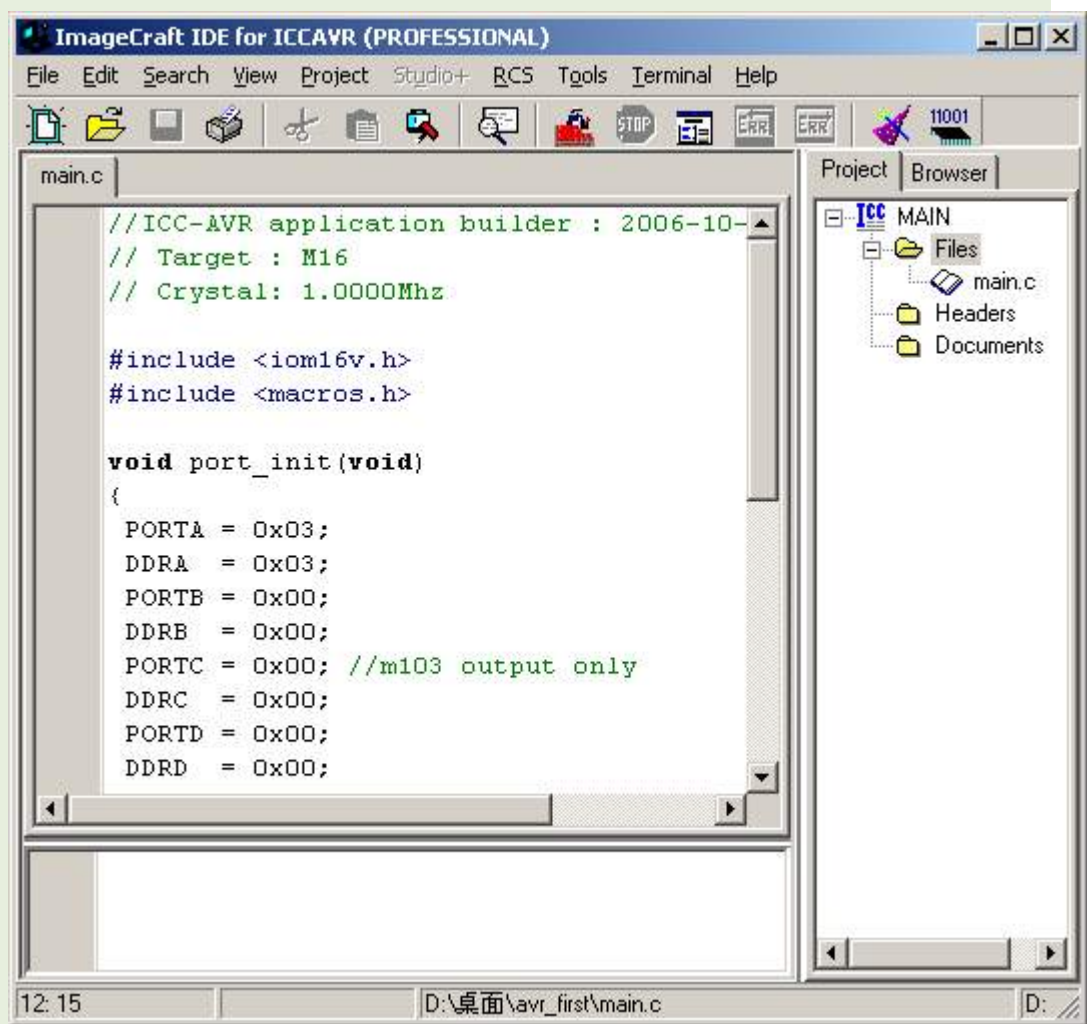 ImageCraft IDE for ICCAVR (PROFESSIONAL)
File Edit Search View Project Studio+ RCS Tools Terminal Help
STOP ERR ERR 11001
main.c
Project Browser
//ICC-AVR application builder : 2006-10-
// Target : M16
// Crystal: 1.0000Mhz
#include <iom16v.h>
#include <macros.h>
void port_init(void)
{
PORTA = 0x03;
DDRA = 0x03;
PORTB = 0x00;
DDRB = 0x00;
PORTC = 0x00; //m103 output only
DDRC = 0x00;
PORTD = 0x00;
DDRD = 0x00;
ICC MAIN
Files
main.c
Headers
Documents
12: 15 D:\桌面\avr_first\main.c D: